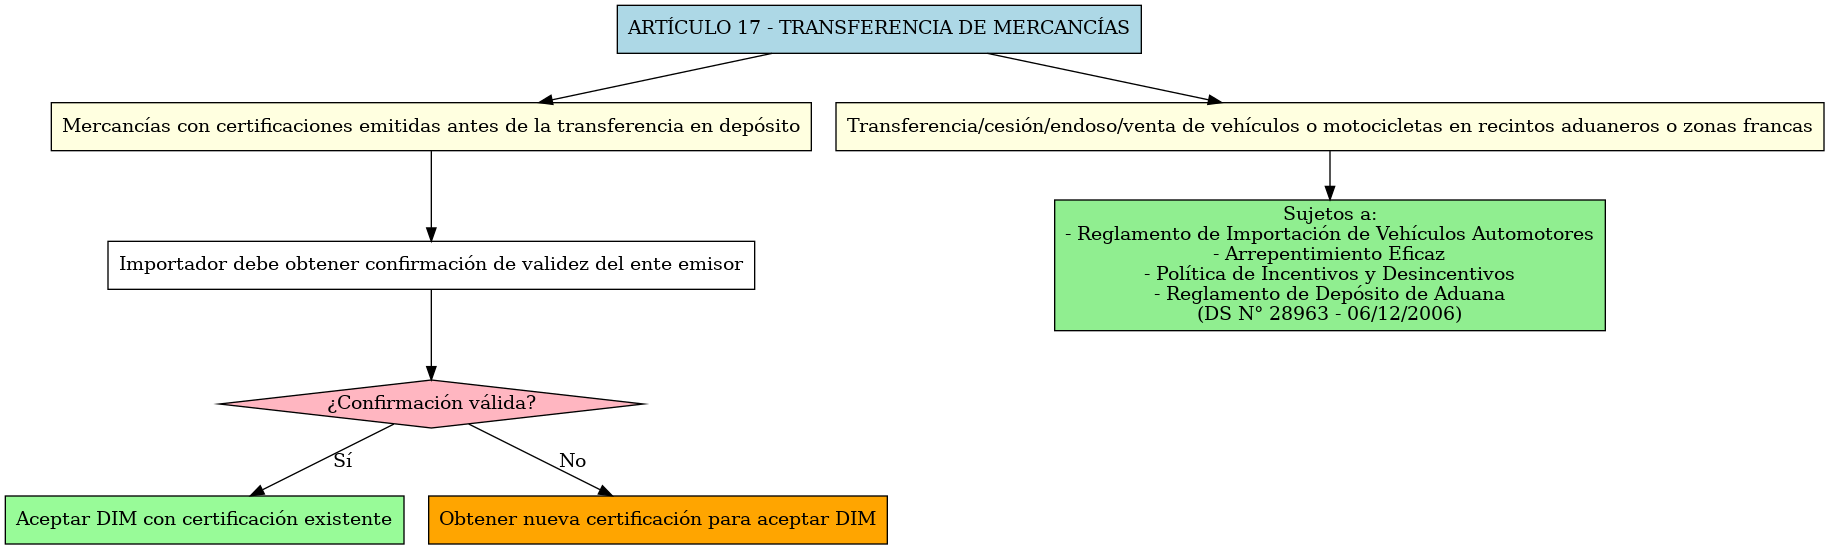 ARTÍCULO 17 - TRANSFERENCIA DE MERCANCÍAS
Mercancías con certificaciones emitidas antes de la transferencia en depósito
Transferencia/cesión/endoso/venta de vehículos o motocicletas en recintos aduaneros o zonas francas
Importador debe obtener confirmación de validez del ente emisor
Sujetos a:
- Reglamento de Importación de Vehículos Automotores
- Arrepentimiento Eficaz
- Política de Incentivos y Desincentivos
- Reglamento de Depósito de Aduana
(DS N° 28963 - 06/12/2006)
¿Confirmación válida?
Sí
No
Aceptar DIM con certificación existente
Obtener nueva certificación para aceptar DIM